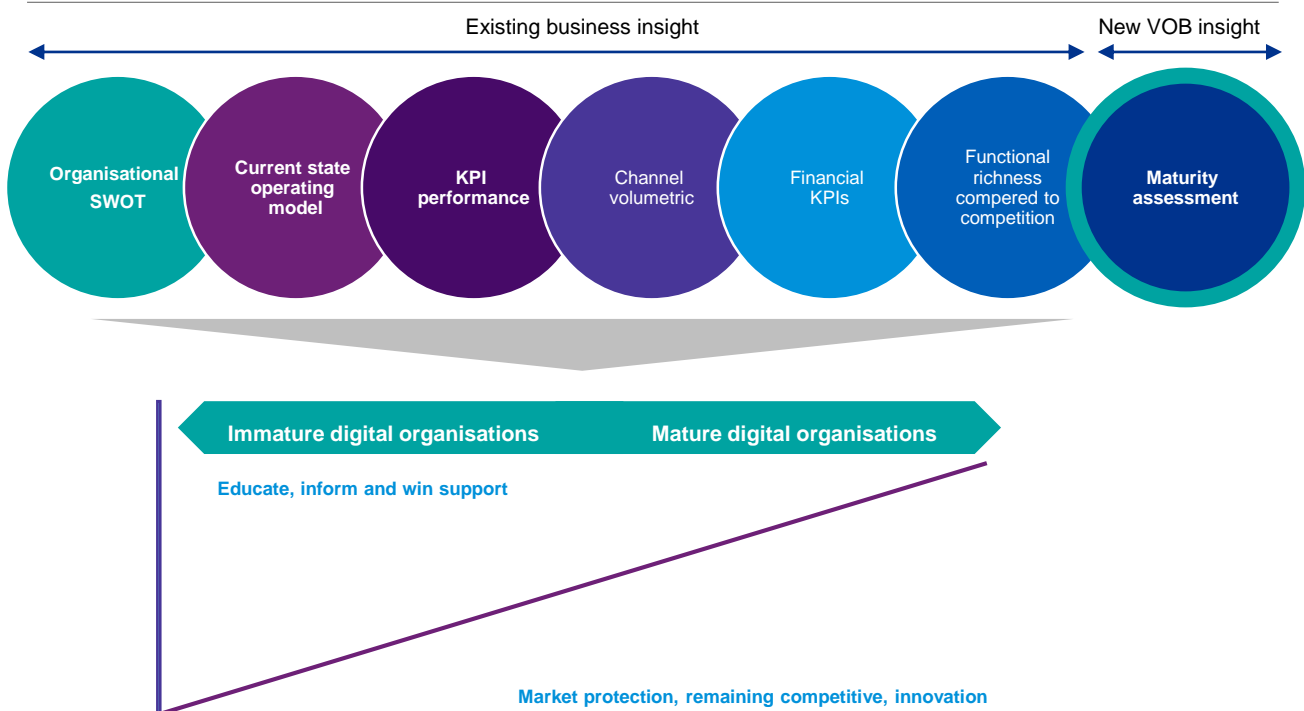 Existing business insight
New VOB insight
Organisational
SWOT
Current state
operating
model
KPI
performance
Channel
volumetric
Financial
KPIs
Functional
richness
compered to
competition
Maturity
assessment
Immature digital organisations
Mature digital organisations
Educate, inform and win support
Market protection, remaining competitive, innovation